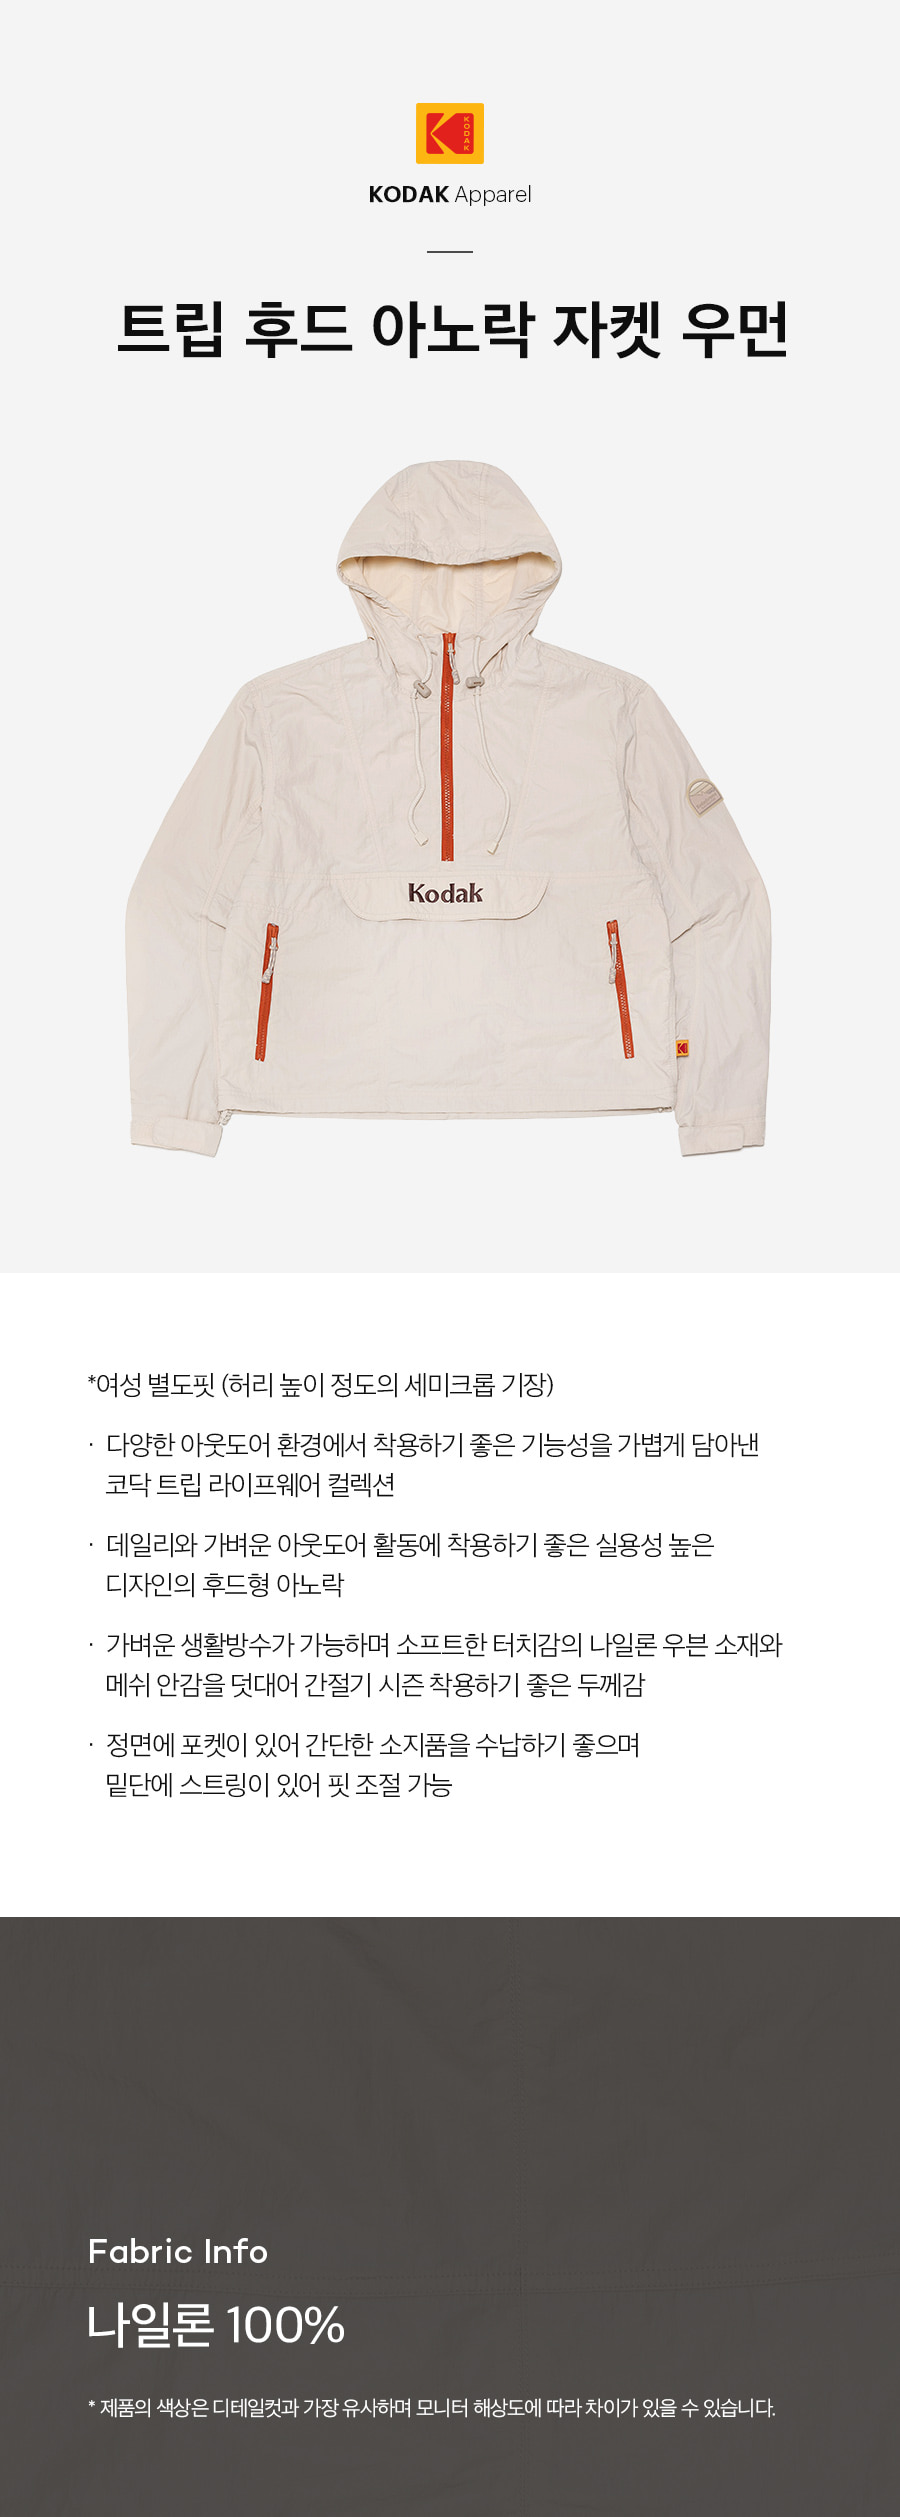 KODAK
KODAK Apparel
트립 후드 아노락 자켓 우먼
Kodak
*여성 별도핏 (허리 높이 정도의 세미크롭 기장)
· 다양한 아웃도어 환경에서 착용하기 좋은 기능성을 가볍게 담아낸
코닥 트립 라이프웨어 컬렉션
· 데일리와 가벼운 아웃도어 활동에 착용하기 좋은 실용성 높은
디자인의 후드형 아노락
· 가벼운 생활방수가 가능하며 소프트한 터치감의 나일론 우븐 소재와
메쉬 안감을 덧대어 간절기 시즌 착용하기 좋은 두께감
· 정면에 포켓이 있어 간단한 소지품을 수납하기 좋으며
밑단에 스트링이 있어 핏 조절 가능
Fabric Info
나일론 100%
* 제품의 색상은 디테일컷과 가장 유사하며 모니터 해상도에 따라 차이가 있을 수 있습니다.